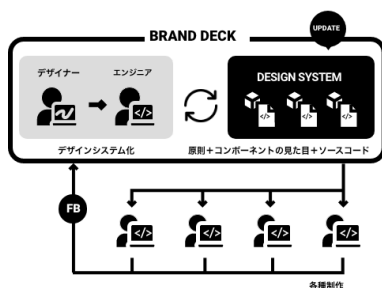 BRAND DECK
UPDATE
デザイナー
エンジニア
DESIGN SYSTEM
</>
</>
</>
</>
デザインシステム化
原則＋コンポーネントの見た目＋ソースコード
FB
</>
</>
</>
</>
各種制作